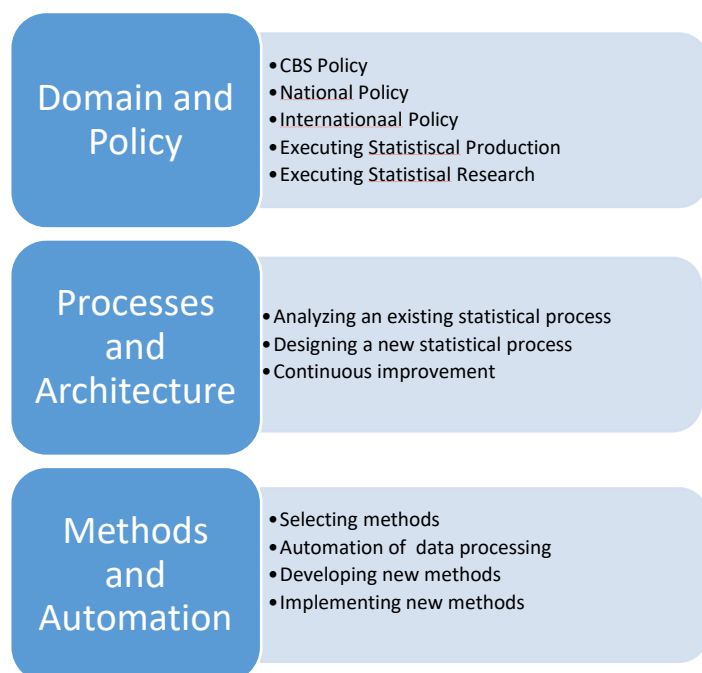 Domain and
Policy
•CBS Policy
•National Policy
•Internationaal Policy
•Executing Statistiscal Production
•Executing Statistisal Research
Processes
and
Architecture
•Analyzing an existing statistical process
•Designing a new statistical process
•Continuous improvement
Methods
and
Automation
•Selecting methods
•Automation of  data processing
•Developing new methods
•Implementing new methods